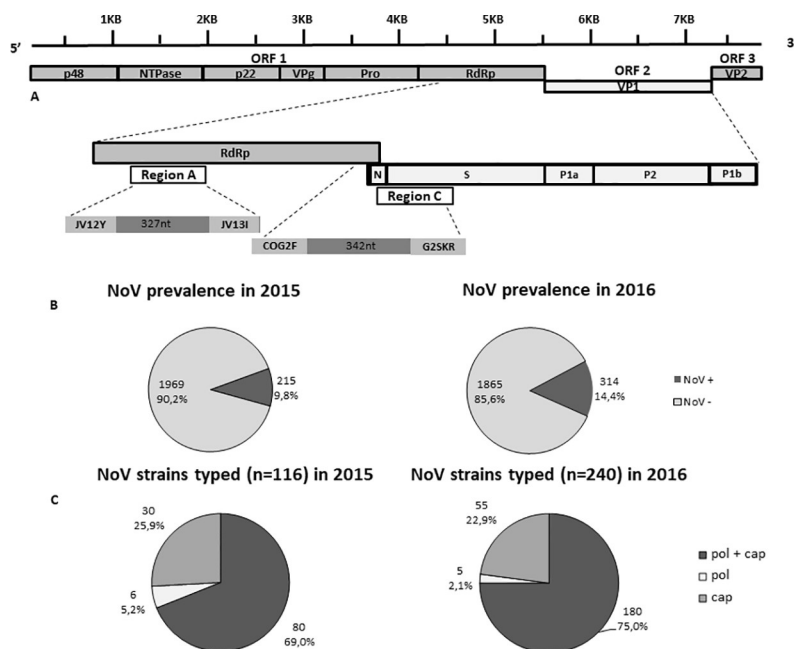 1KB 2KB 3KB 4KB 5KB 6KB 7KB
5’ 3
ORF 1 ORF 3
p48 NTPase p22 VPg Pro RdRp ORF 2 VP2
VP1
A
RdRp
Region A N S P1a P2 P1b
Region C
JV12Y 327nt JV13I
COG2F 342nt G2SKR
B
NoV prevalence in 2015 NoV prevalence in 2016
1969
90,2%
215
9,8%
1865
85,6%
314
14,4%
NoV +
NoV -
C
NoV strains typed (n=116) in 2015 NoV strains typed (n=240) in 2016
30
25,9%
6
5,2%
80
69,0%
55
22,9%
5
2,1%
180
75,0%
pol + cap
pol
cap